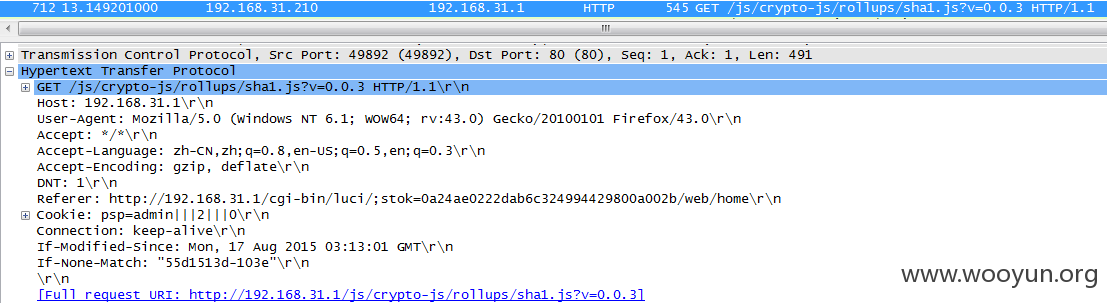 712 13.149201000 192.168.31.210 192.168.31.1 HTTP 545 GET /js/crypto-js/rollups/sha1.js?v=0.0.3 HTTP/1.1
Transmission Control Protocol, Src Port: 49892 (49892), Dst Port: 80 (80), Seq: 1, Ack: 1, Len: 491
Hypertext Transfer Protocol
GET /js/crypto-js/rollups/sha1.js?v=0.0.3 HTTP/1.1\r\n
Host: 192.168.31.1\r\n
User-Agent: Mozilla/5.0 (Windows NT 6.1; WOW64; rv:43.0) Gecko/20100101 Firefox/43.0\r\n
Accept: */*\r\n
Accept-Language: zh-CN,zh;q=0.8,en-US;q=0.5,en;q=0.3\r\n
Accept-Encoding: gzip, deflate\r\n
DNT: 1\r\n
Referer: http://192.168.31.1/cgi-bin/luci/;stok=0a24ae0222dab6c324994429800a002b/web/home\r\n
Cookie: psp=admin|||2|||0\r\n
Connection: keep-alive\r\n
If-Modified-Since: Mon, 17 Aug 2015 03:13:01 GMT\r\n
If-None-Match: "55d1513d-103e"\r\n
\r\n
[Full request URI: http://192.168.31.1/js/crypto-js/rollups/sha1.js?v=0.0.3]
www.wooyun.org